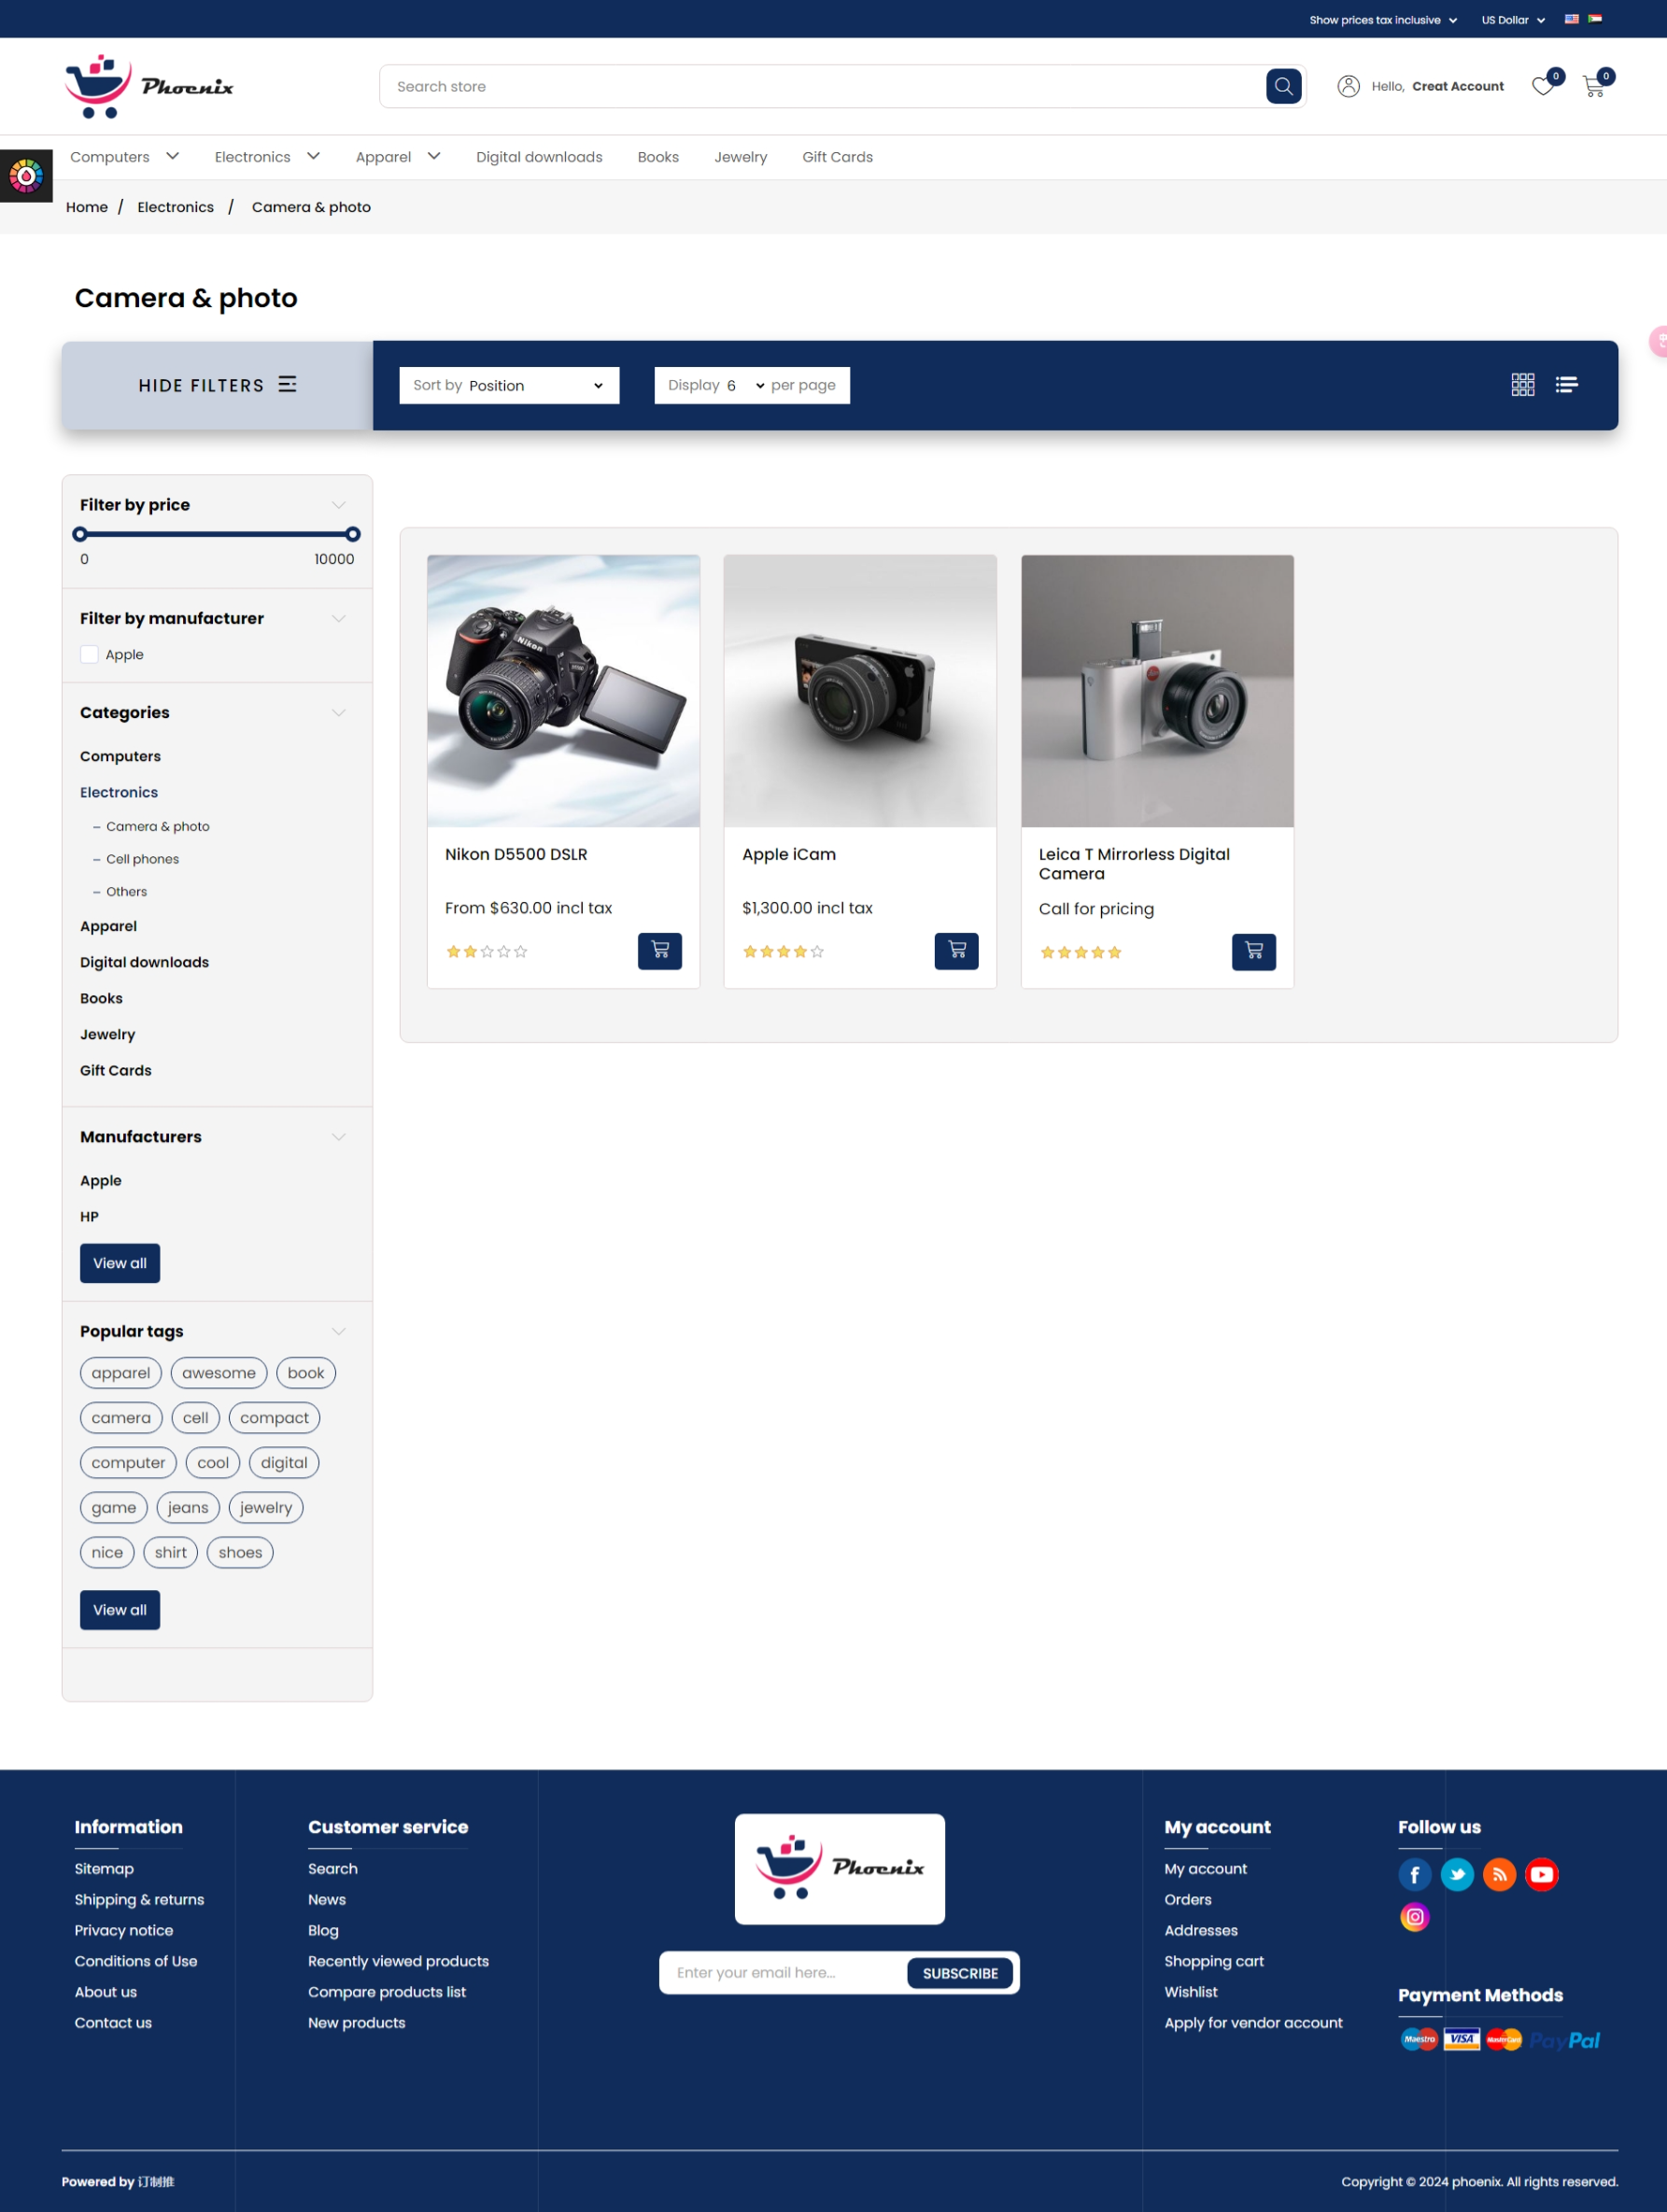 Show prices tax inclusive US Dollar
Phoenix
Search store
Hello, Creat Account
0
0
Computers Electronics Apparel Digital downloads Books Jewelry Gift Cards
Home / Electronics / Camera & photo
Camera & photo
HIDE FILTERS
Sort by Position
Display 6 per page
Filter by price
0 10000
Filter by manufacturer
Apple
Categories
Computers
Electronics
– Camera & photo
– Cell phones
– Others
Apparel
Digital downloads
Books
Jewelry
Gift Cards
Manufacturers
Apple
HP
View all
Popular tags
apparel awesome book
camera cell compact
computer cool digital
game jeans jewelry
nice shirt shoes
View all
Nikon
Nikon D5500 DSLR
From $630.00 incl tax
Apple iCam
$1,300.00 incl tax
Leica T Mirrorless Digital
Camera
Call for pricing
Information
Sitemap
Shipping & returns
Privacy notice
Conditions of Use
About us
Contact us
Customer service
Search
News
Blog
Recently viewed products
Compare products list
New products
Phoenix
Enter your email here...
SUBSCRIBE
My account
My account
Orders
Addresses
Shopping cart
Wishlist
Apply for vendor account
Follow us
Payment Methods
Maestro VISA MasterCard PayPal
Powered by 订制推
Copyright © 2024 phoenix. All rights reserved.